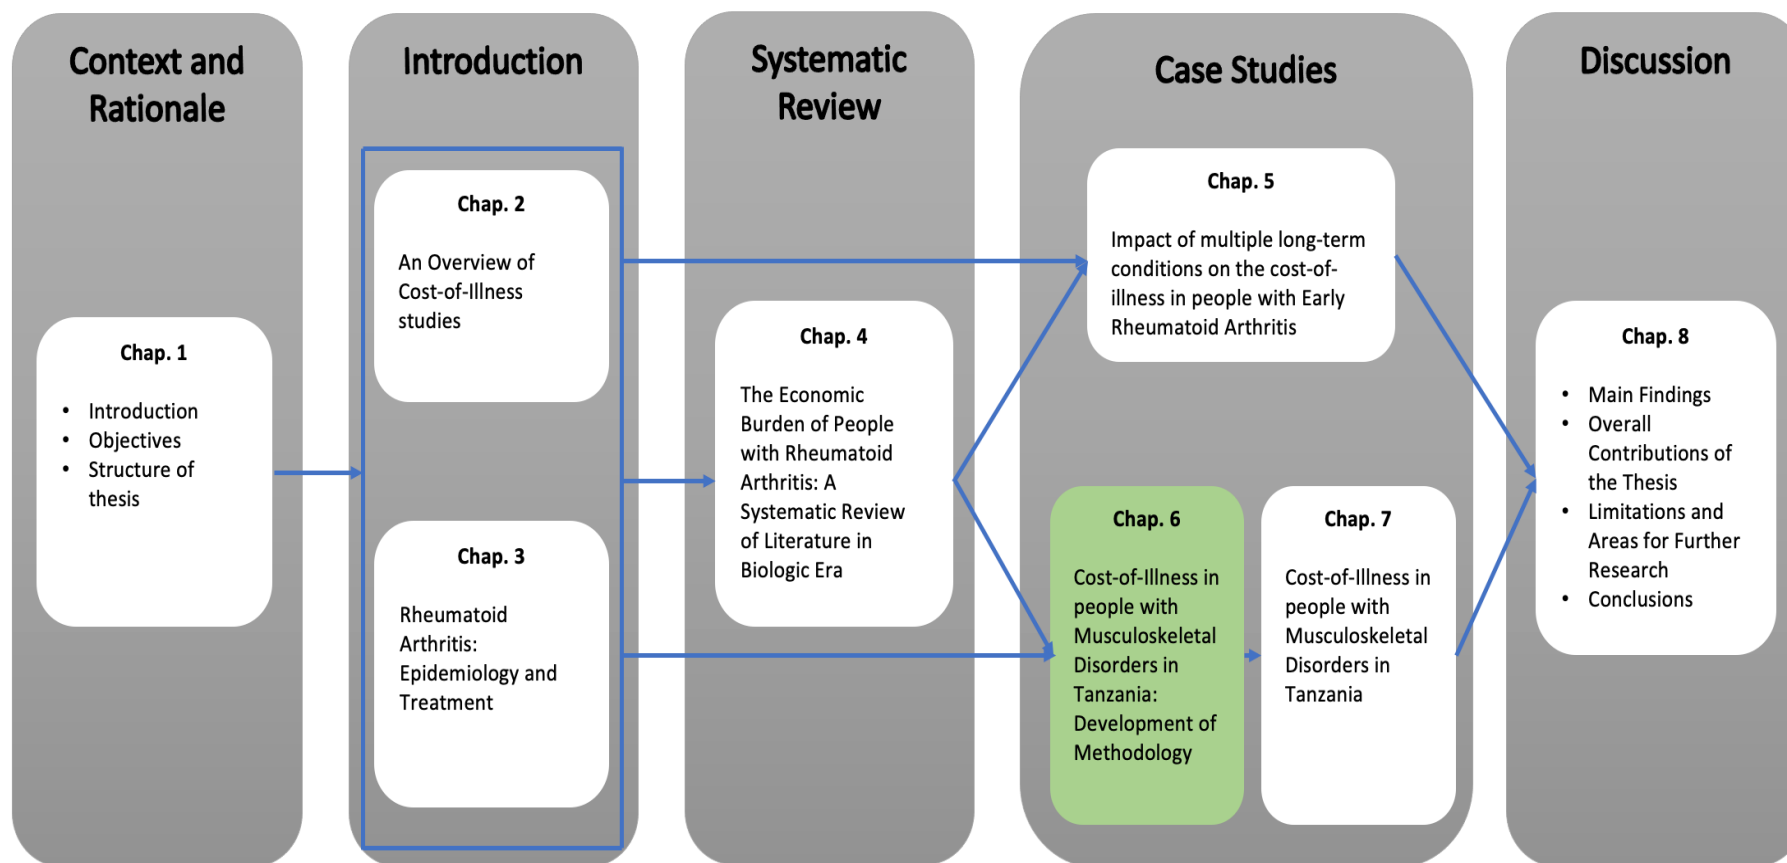 Context and
Rationale
Chap. 1
• Introduction
• Objectives
• Structure of
thesis
Introduction
Chap. 2
An Overview of
Cost-of-Illness
studies
Chap. 3
Rheumatoid
Arthritis:
Epidemiology and
Treatment
Systematic
Review
Chap. 4
The Economic
Burden of People
with Rheumatoid
Arthritis: A
Systematic Review
of Literature in
Biologic Era
Case Studies
Chap. 5
Impact of multiple long-term
conditions on the cost-of-
illness in people with Early
Rheumatoid Arthritis
Chap. 6
Cost-of-Illness in
people with
Musculoskeletal
Disorders in
Tanzania:
Development of
Methodology
Chap. 7
Cost-of-Illness in
people with
Musculoskeletal
Disorders in
Tanzania
Discussion
Chap. 8
• Main Findings
• Overall
Contributions of
the Thesis
• Limitations and
Areas for Further
Research
• Conclusions